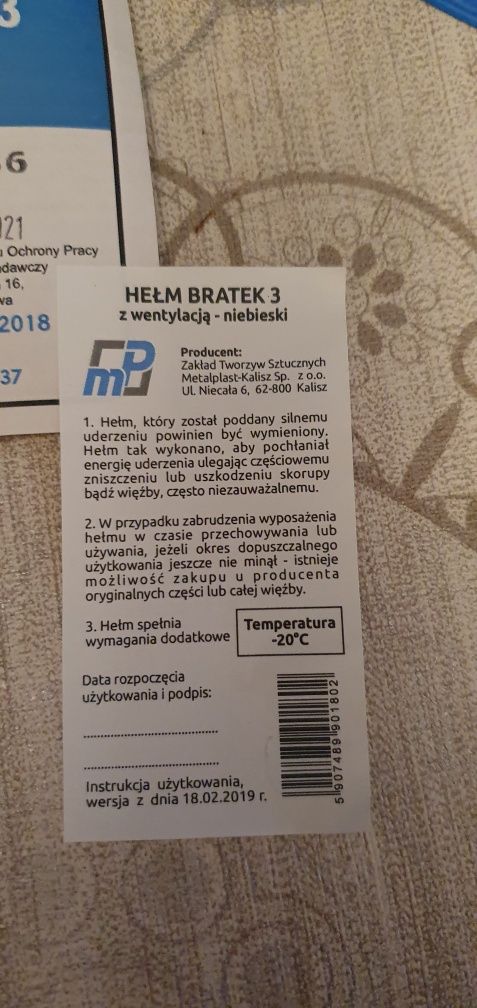 3
6
021
Ochrony Pracy
dawczy
16,
wa
2018
37
HEŁM BRATEK 3
z wentylacją - niebieski
mp
Producent:
Zakład Tworzyw Sztucznych
Metalplast-Kalisz Sp. z o.o.
Ul. Niecała 6, 62-800 Kalisz
1. Hełm, który został poddany silnemu
uderzeniu powinien być wymieniony.
Hełm tak wykonano, aby pochłaniał
energię uderzenia ulegając częściowemu
zniszczeniu lub uszkodzeniu skorupy
bądź więźby, często niezauważalnemu.
2. W przypadku zabrudzenia wyposażenia
hełmu w czasie przechowywania lub
używania, jeżeli okres dopuszczalnego
użytkowania jeszcze nie minął - istnieje
możliwość zakupu u producenta
oryginalnych części lub całej więźby.
3. Hełm spełnia
wymagania dodatkowe
Temperatura
-20°C
Data rozpoczęcia
użytkowania i podpis:
Instrukcja użytkowania,
wersja z dnia 18.02.2019 r.
5 907489 901802